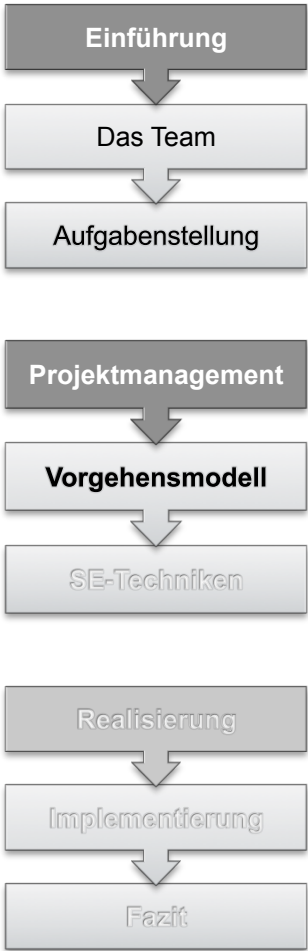 Einführung
Das Team
Aufgabenstellung
Projektmanagement
Vorgehensmodell
SE-Techniken
Realisierung
Implementierung
Fazit